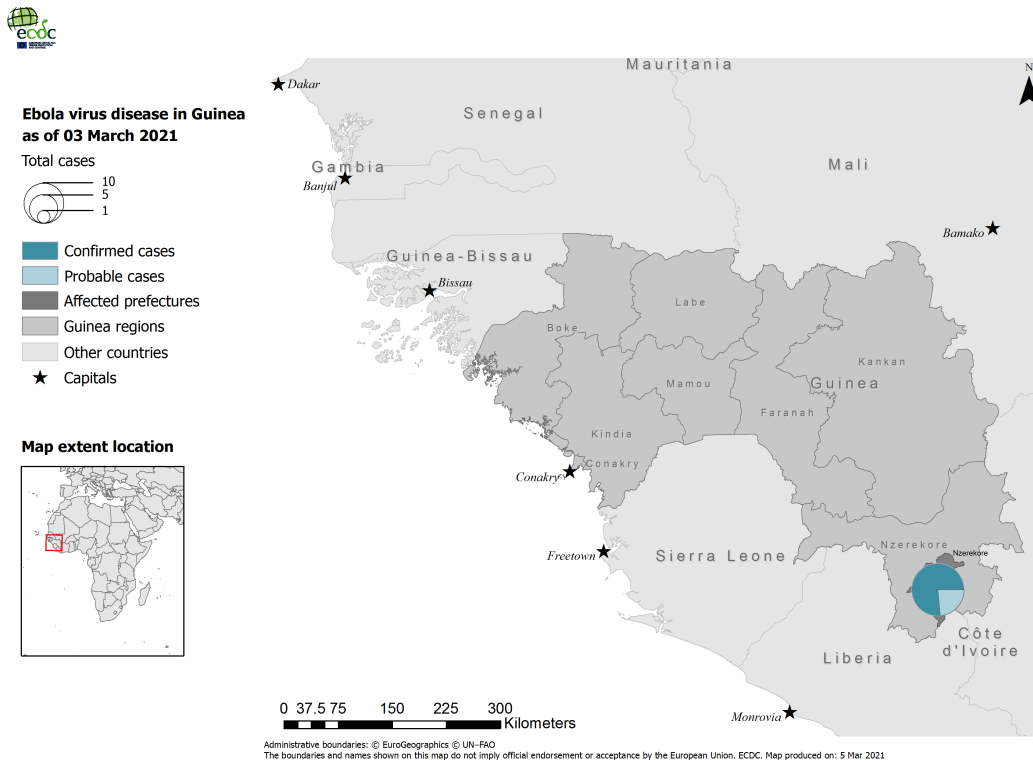 ecdc
Ebola virus disease in Guinea
as of 03 March 2021
Total cases
10
5
1
Confirmed cases
Probable cases
Affected prefectures
Guinea regions
Other countries
Capitals
Map extent location
N
Mauritania
Dakar
Senegal
Mali
Gambia
Banjul
Bamako
Guinea-Bissau
Bissau
Labe
Boke
Kankan
Mamou
Guinea
Faranah
Kindia
Conakry
Conakry
Nzerekore
Nzerekore
Freetown
Sierra Leone
Côte
d'Ivoire
Liberia
Monrovia
0 37.5 75 150 225 300
Kilometers
Administrative boundaries: © EuroGeographics © UN-FAO
The boundaries and names shown on this map do not imply official endorsement or acceptance by the European Union. ECDC. Map produced on: 5 Mar 2021